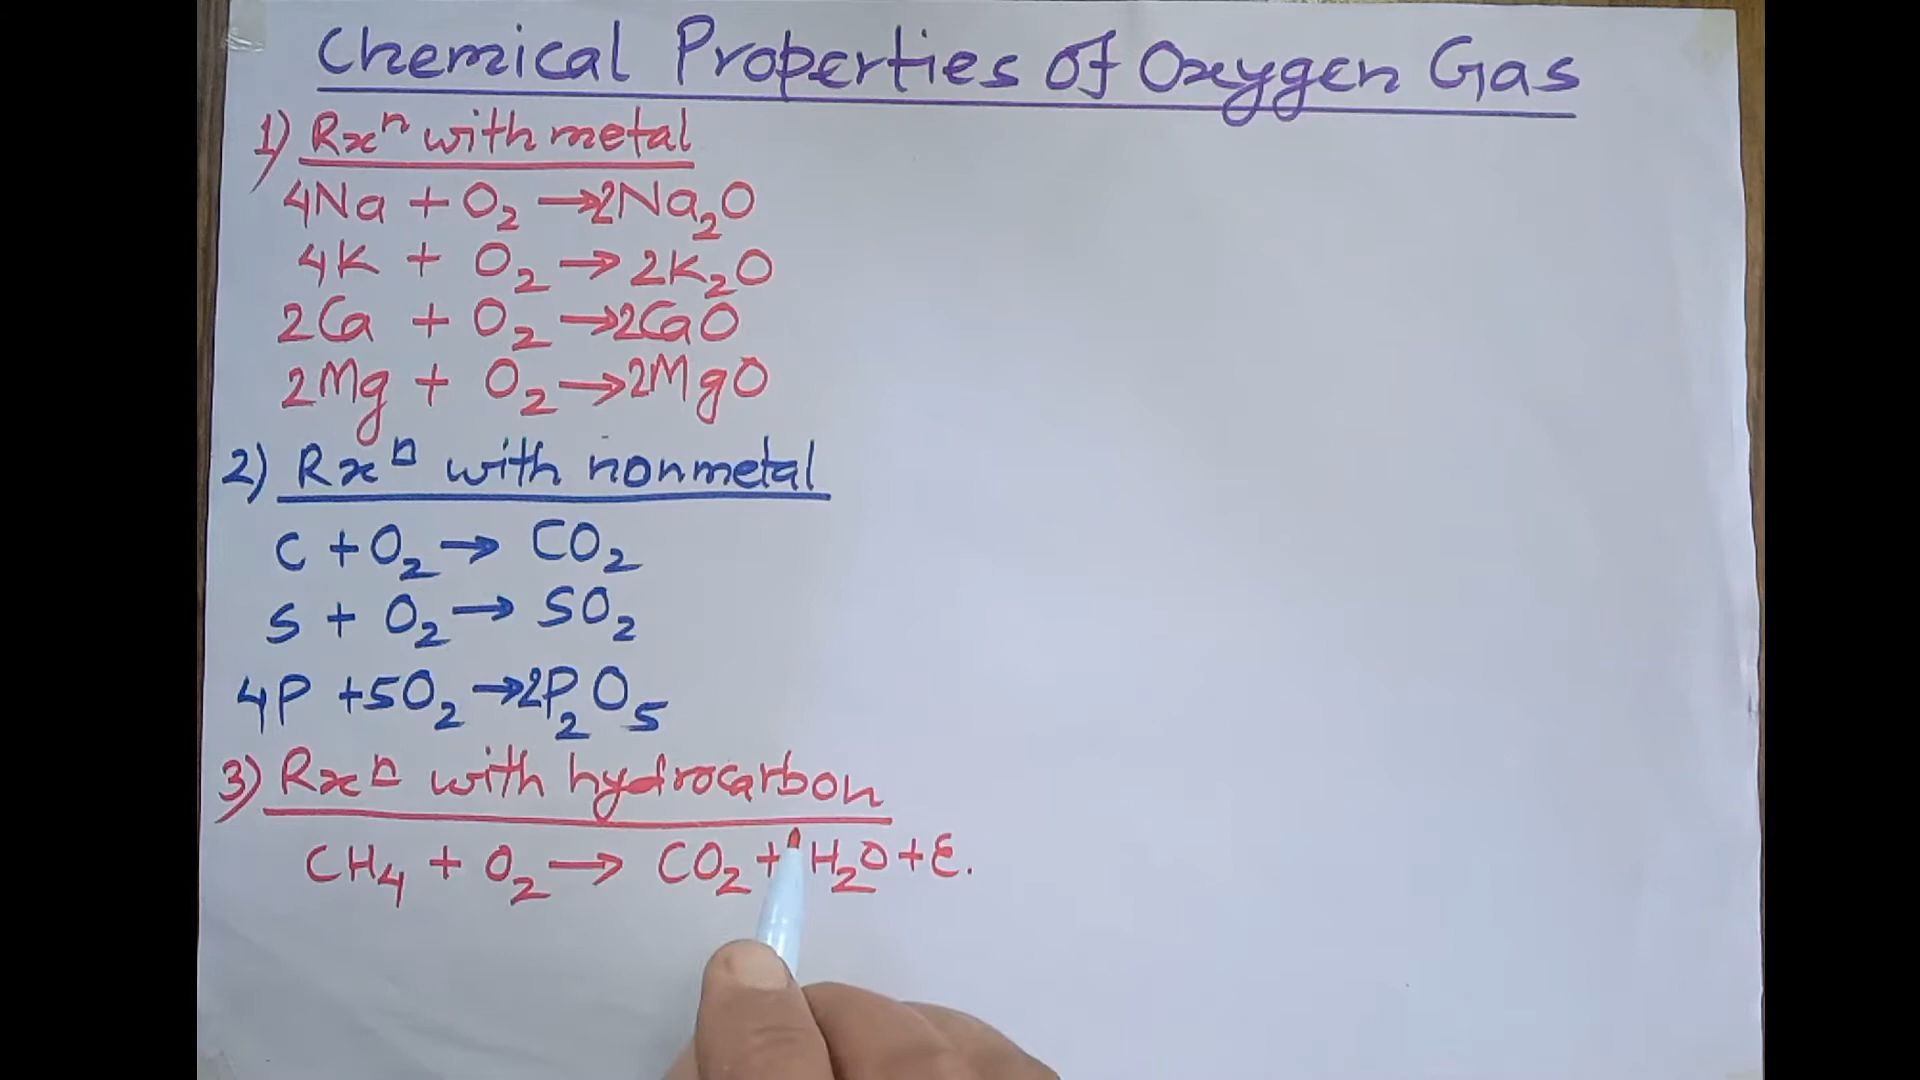 Chemical Properties of Oxygen Gas
1) Rxⁿ with metal
4Na + O₂ → 2Na₂O
4K + O₂ → 2K₂O
2Ca + O₂ → 2CaO
2Mg + O₂ → 2MgO
2) Rxⁿ with nonmetal
C + O₂ → CO₂
S + O₂ → SO₂
4P + 5O₂ → 2P₂O₅
3) Rxⁿ with hydrocarbon
CH₄ + O₂ → CO₂ + H₂O + E.